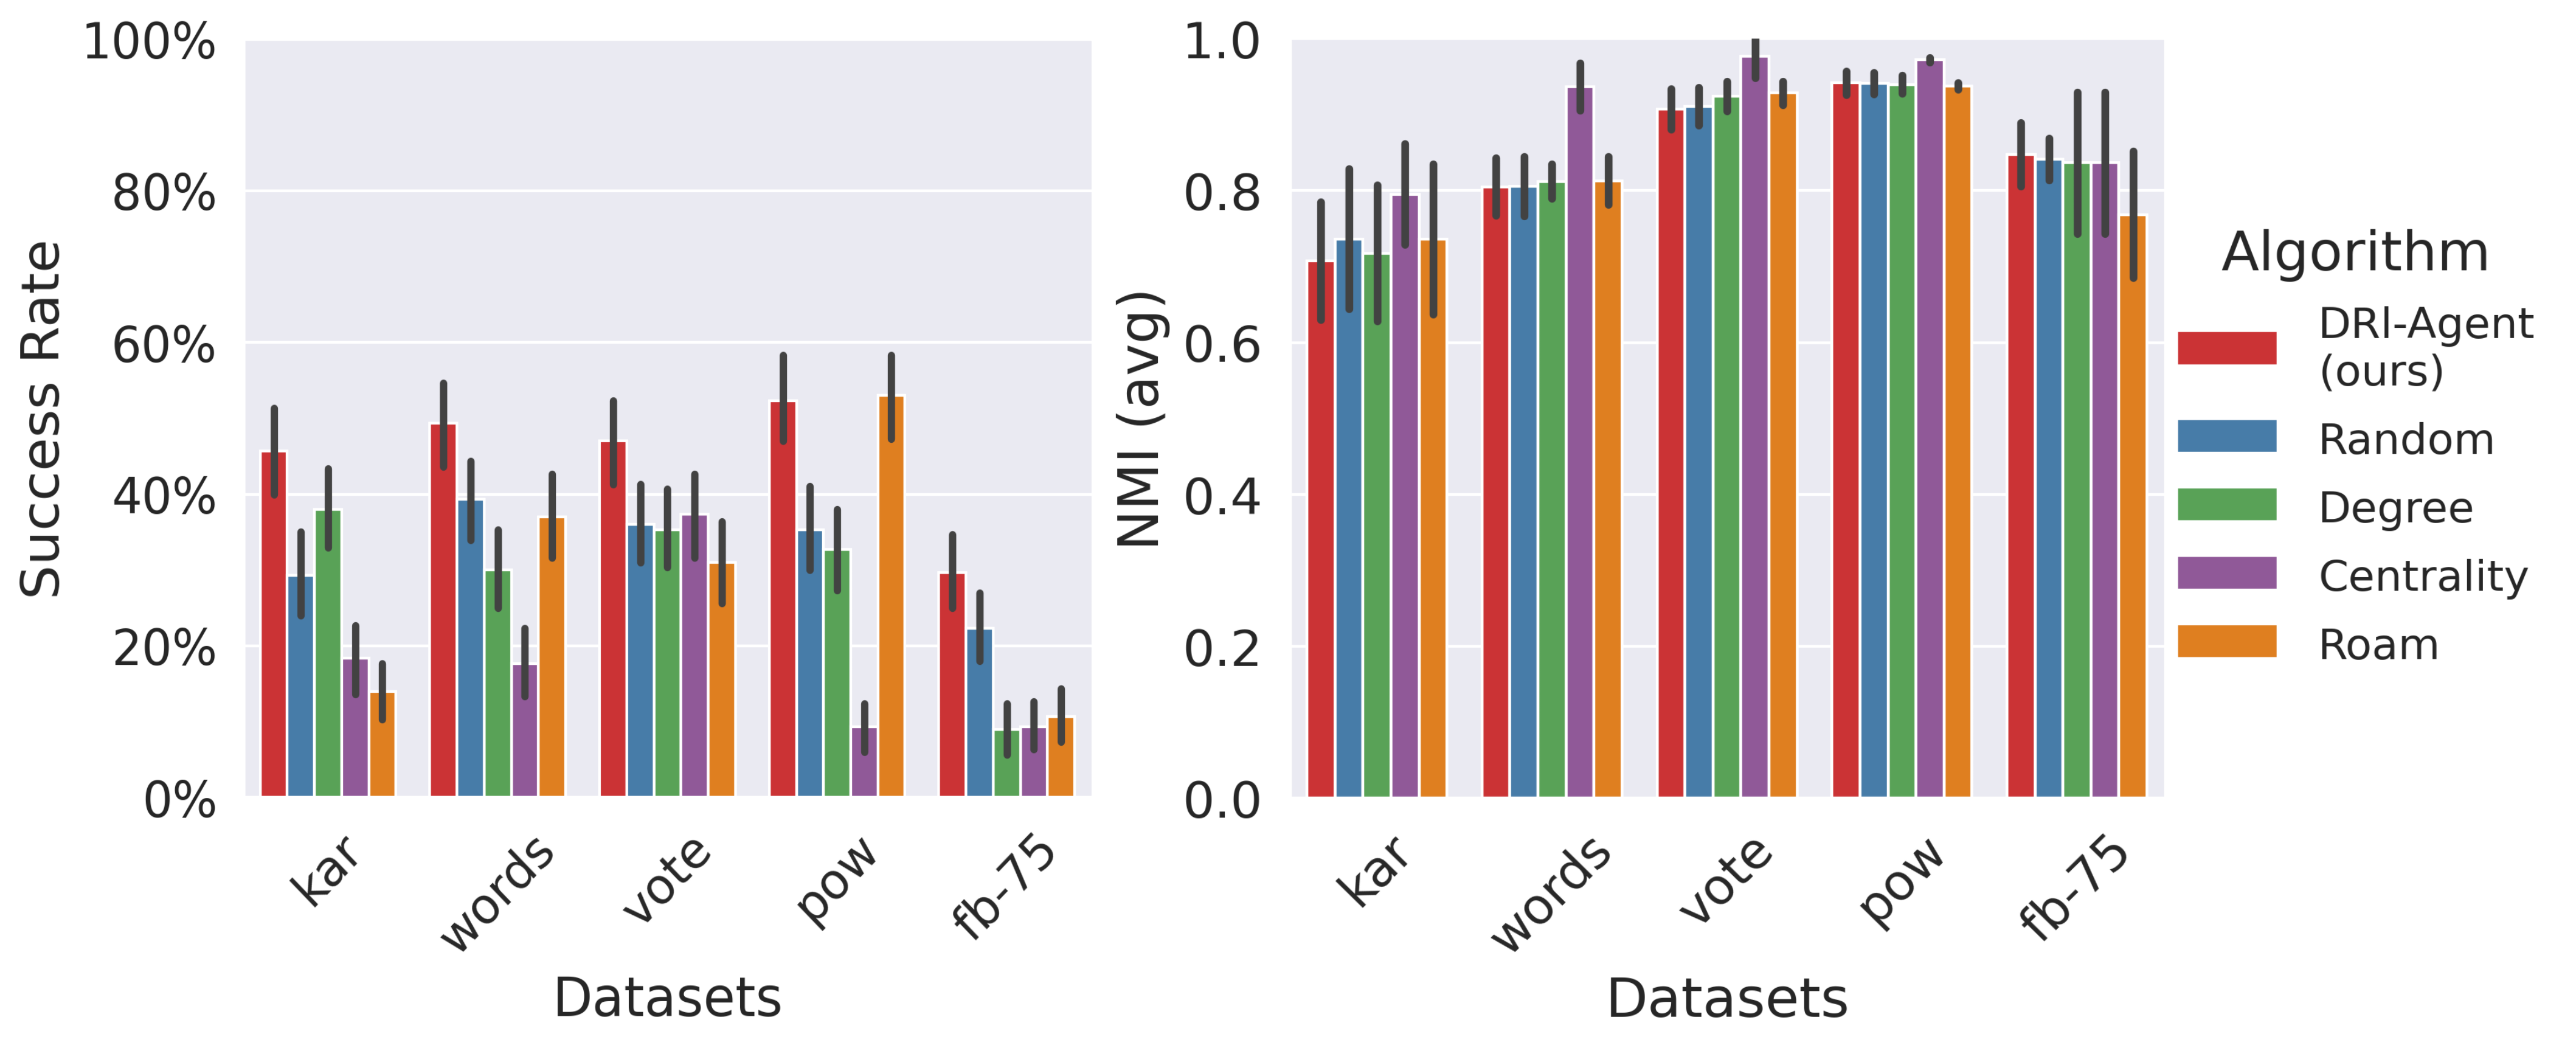 100%
80%
60%
40%
20%
0%
Success Rate
kar
words
vote
pow
fb-75
Datasets
1.0
0.8
0.6
0.4
0.2
0.0
NMI (avg)
kar
words
vote
pow
fb-75
Datasets
Algorithm
DRl-Agent
(ours)
Random
Degree
Centrality
Roam